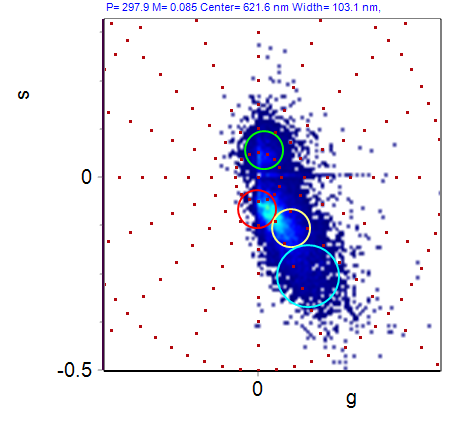 P= 297.9 M= 0.085 Center= 621.6 nm Width= 103.1 nm,
s
0
-0.5
0
g